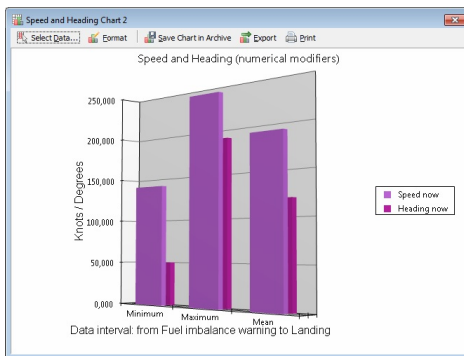 Speed and Heading Chart 2
Select Data... Format Save Chart in Archive Export Print
Speed and Heading (numerical modifiers)
250,000
200,000
150,000
100,000
50,000
0,000
Knots / Degrees
Speed now
Heading now
Minimum
Maximum
Mean
Data interval: from Fuel imbalance warning to Landing